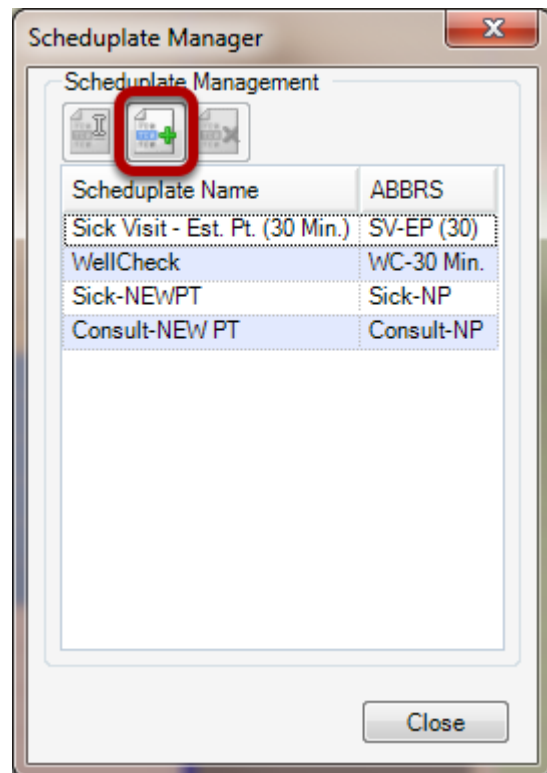 Scheduplate Manager
Scheduplate Management
Scheduplate Name ABBRS
Sick Visit - Est. Pt. (30 Min.) SV-EP (30)
WellCheck WC-30 Min.
Sick-NEWPT Sick-NP
Consult-NEW PT Consult-NP
Close